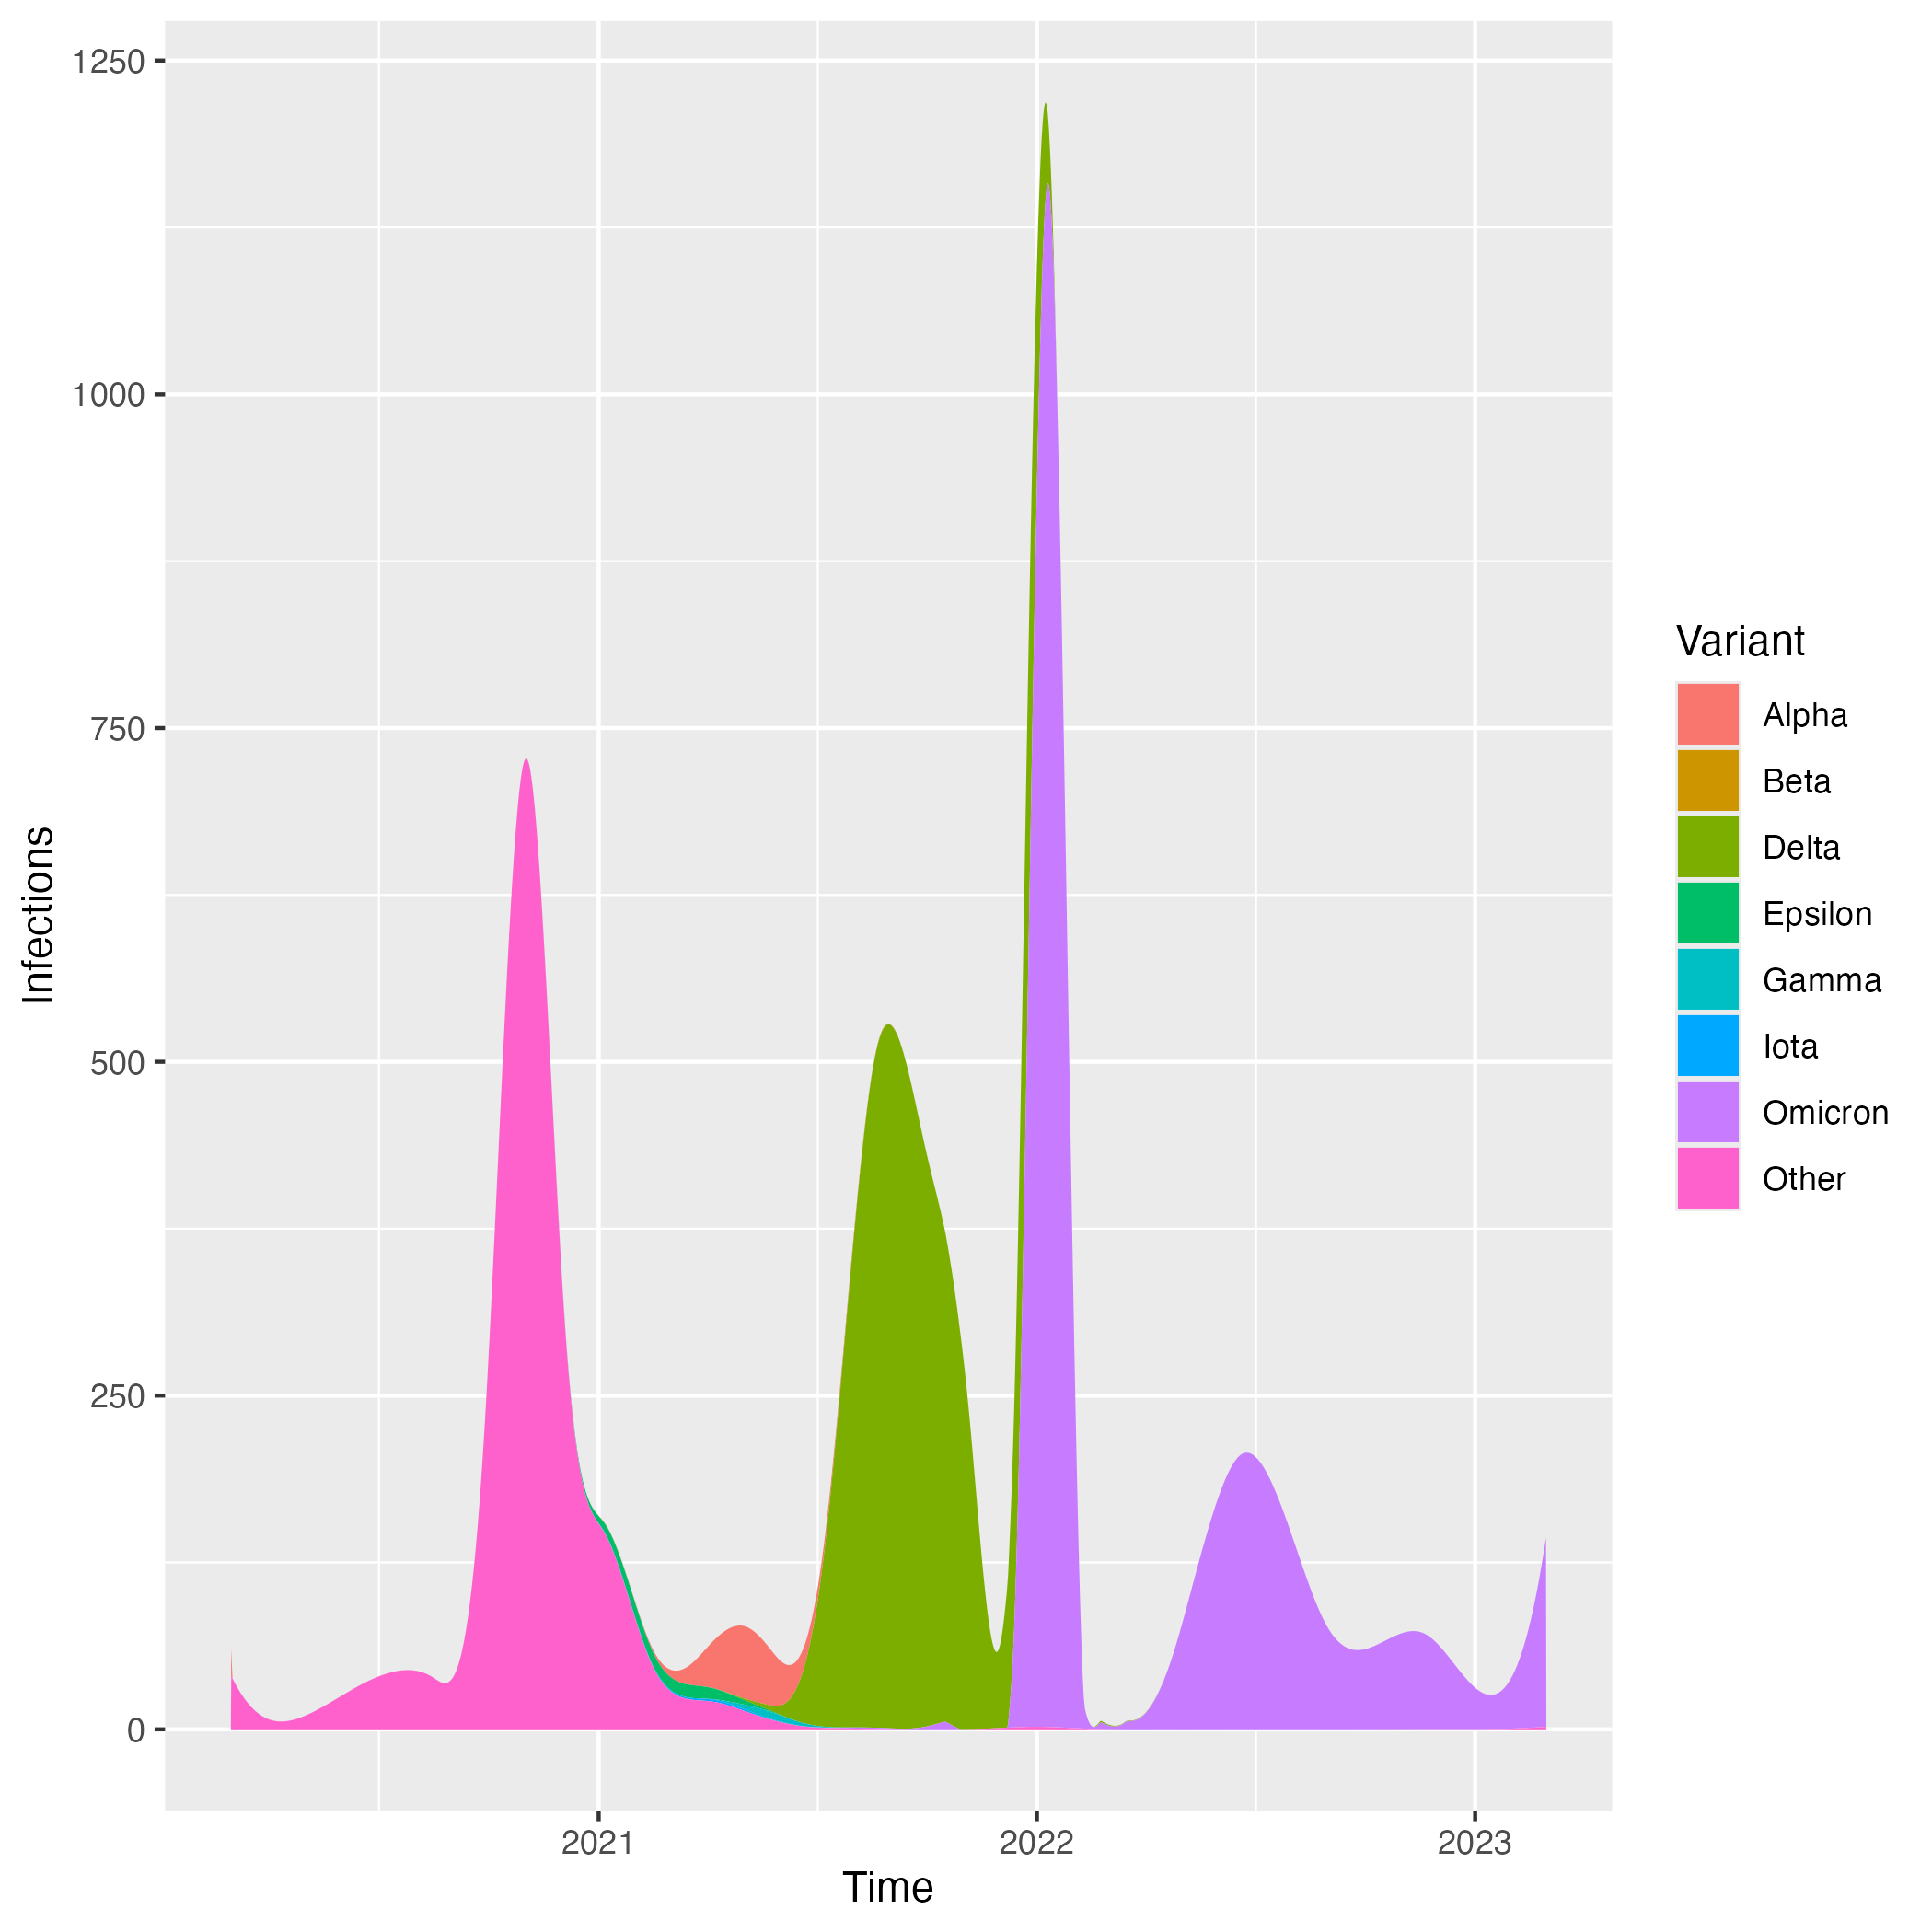 1250
1000
750
500
250
0
Infections
2021
2022
2023
Time
Variant
Alpha
Beta
Delta
Epsilon
Gamma
Iota
Omicron
Other